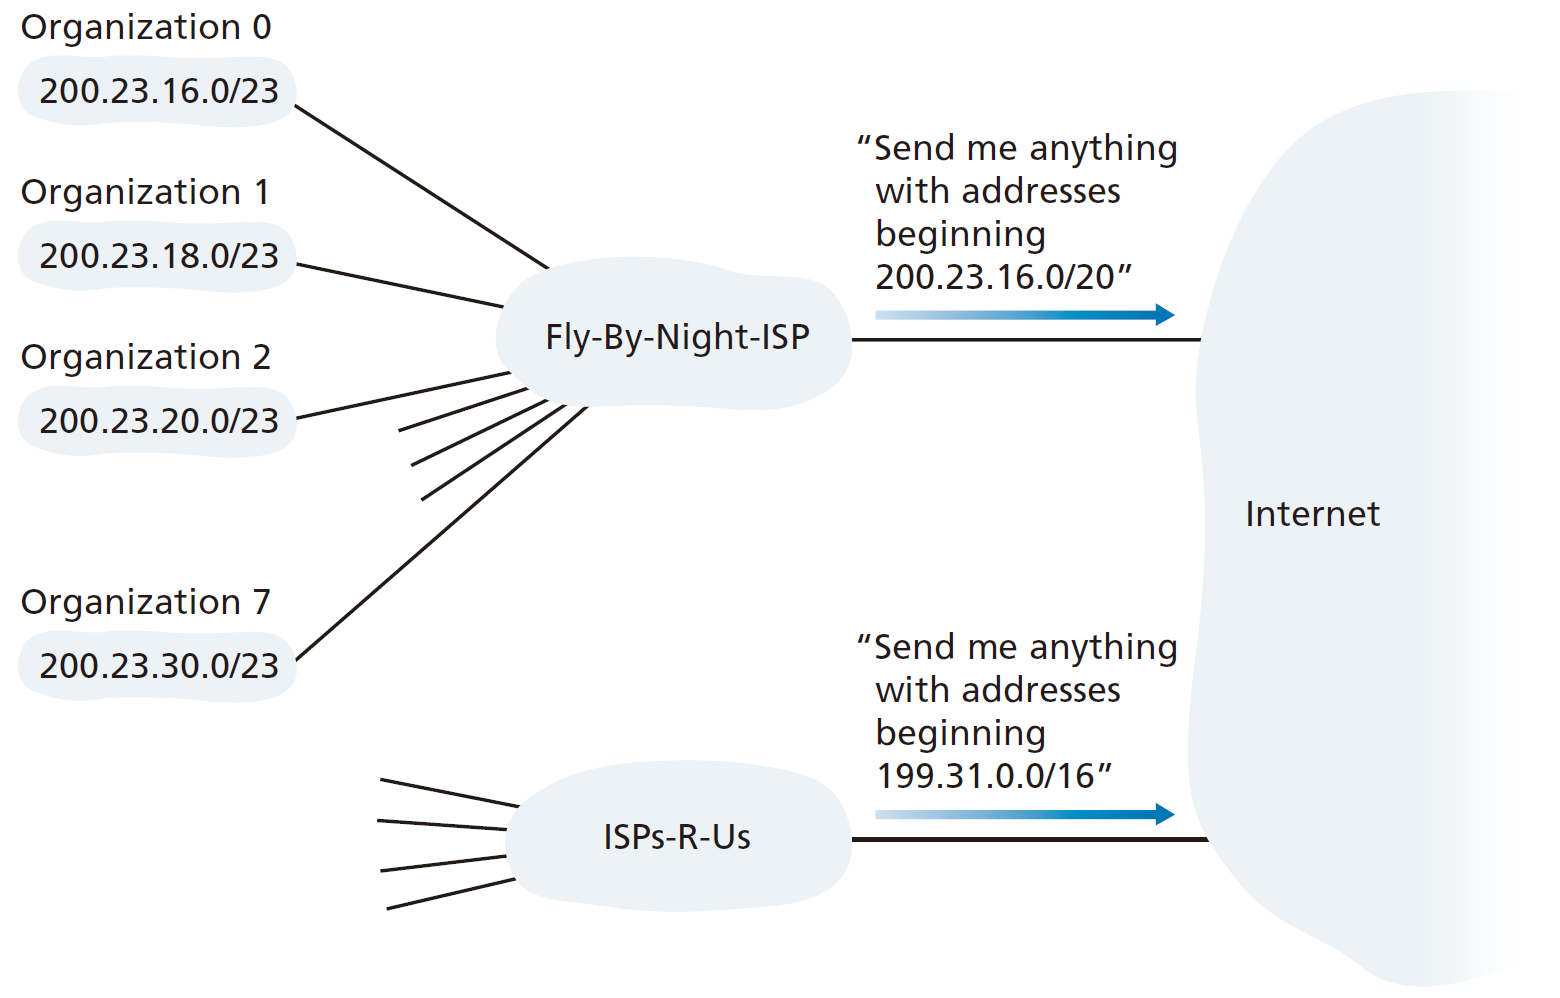 Organization 0
200.23.16.0/23
Organization 1
200.23.18.0/23
Organization 2
200.23.20.0/23
Organization 7
200.23.30.0/23
Fly-By-Night-ISP
“Send me anything
with addresses
beginning
200.23.16.0/20”
ISPs-R-Us
“Send me anything
with addresses
beginning
199.31.0.0/16”
Internet